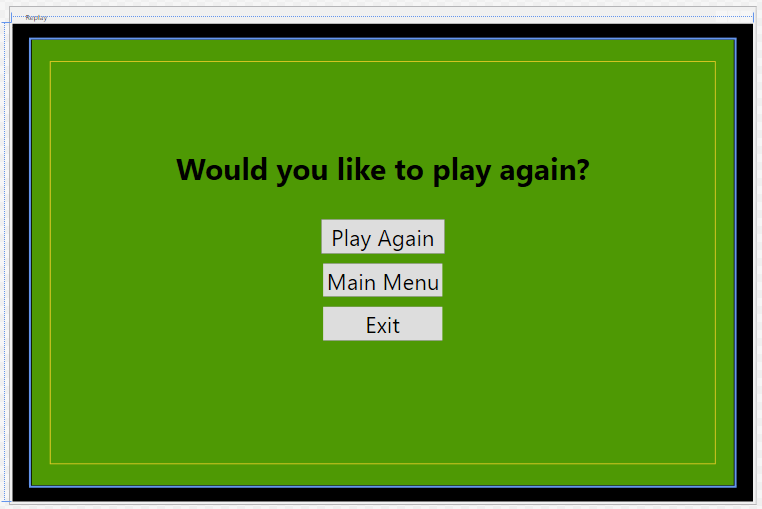 Replay
Would you like to play again?
Play Again
Main Menu
Exit